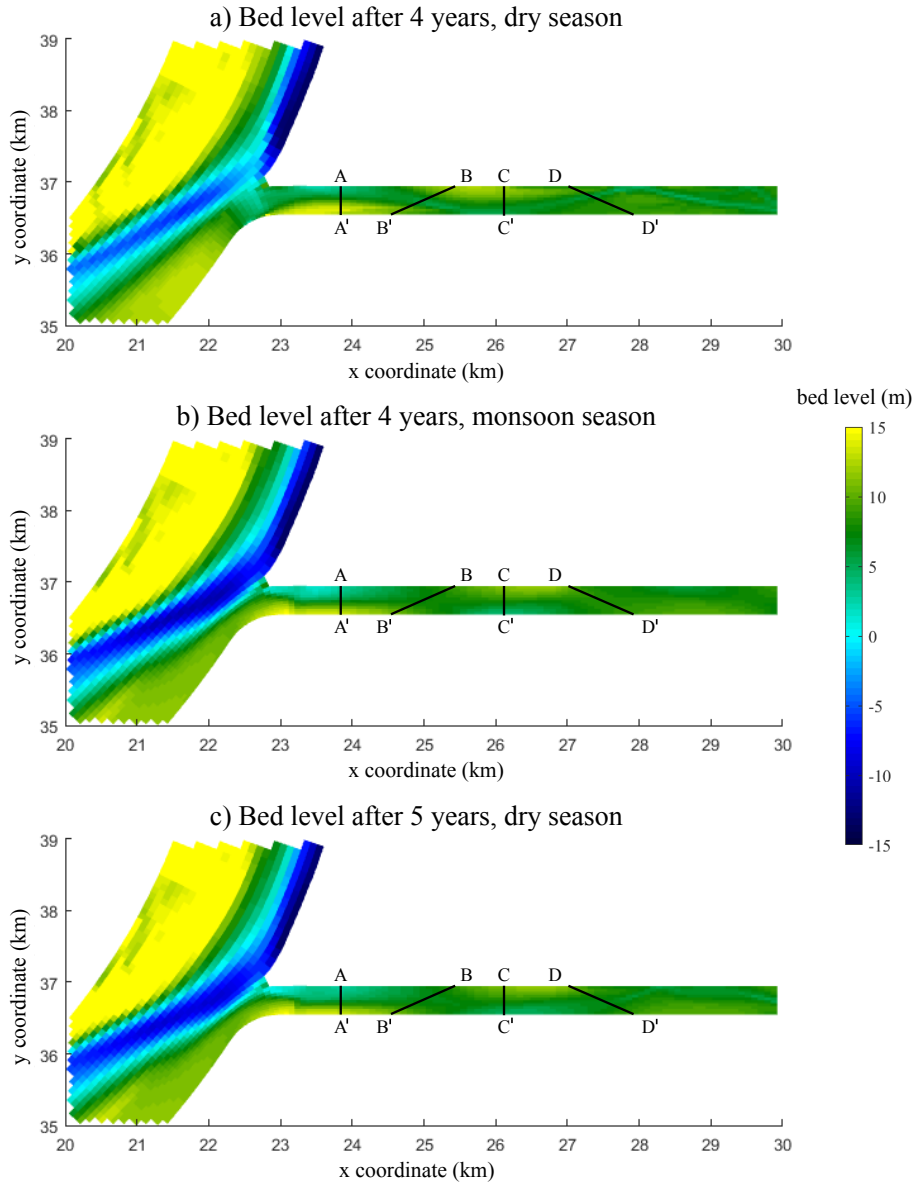 a) Bed level after 4 years, dry season
39
38
37
36
35
y coordinate (km)
A B C D
A' B' C' D'
20 21 22 23 24 25 26 27 28 29 30
x coordinate (km)
b) Bed level after 4 years, monsoon season
39
38
37
36
35
y coordinate (km)
A B C D
A' B' C' D'
20 21 22 23 24 25 26 27 28 29 30
x coordinate (km)
bed level (m)
15
10
5
0
-5
-10
-15
c) Bed level after 5 years, dry season
39
38
37
36
35
y coordinate (km)
A B C D
A' B' C' D'
20 21 22 23 24 25 26 27 28 29 30
x coordinate (km)